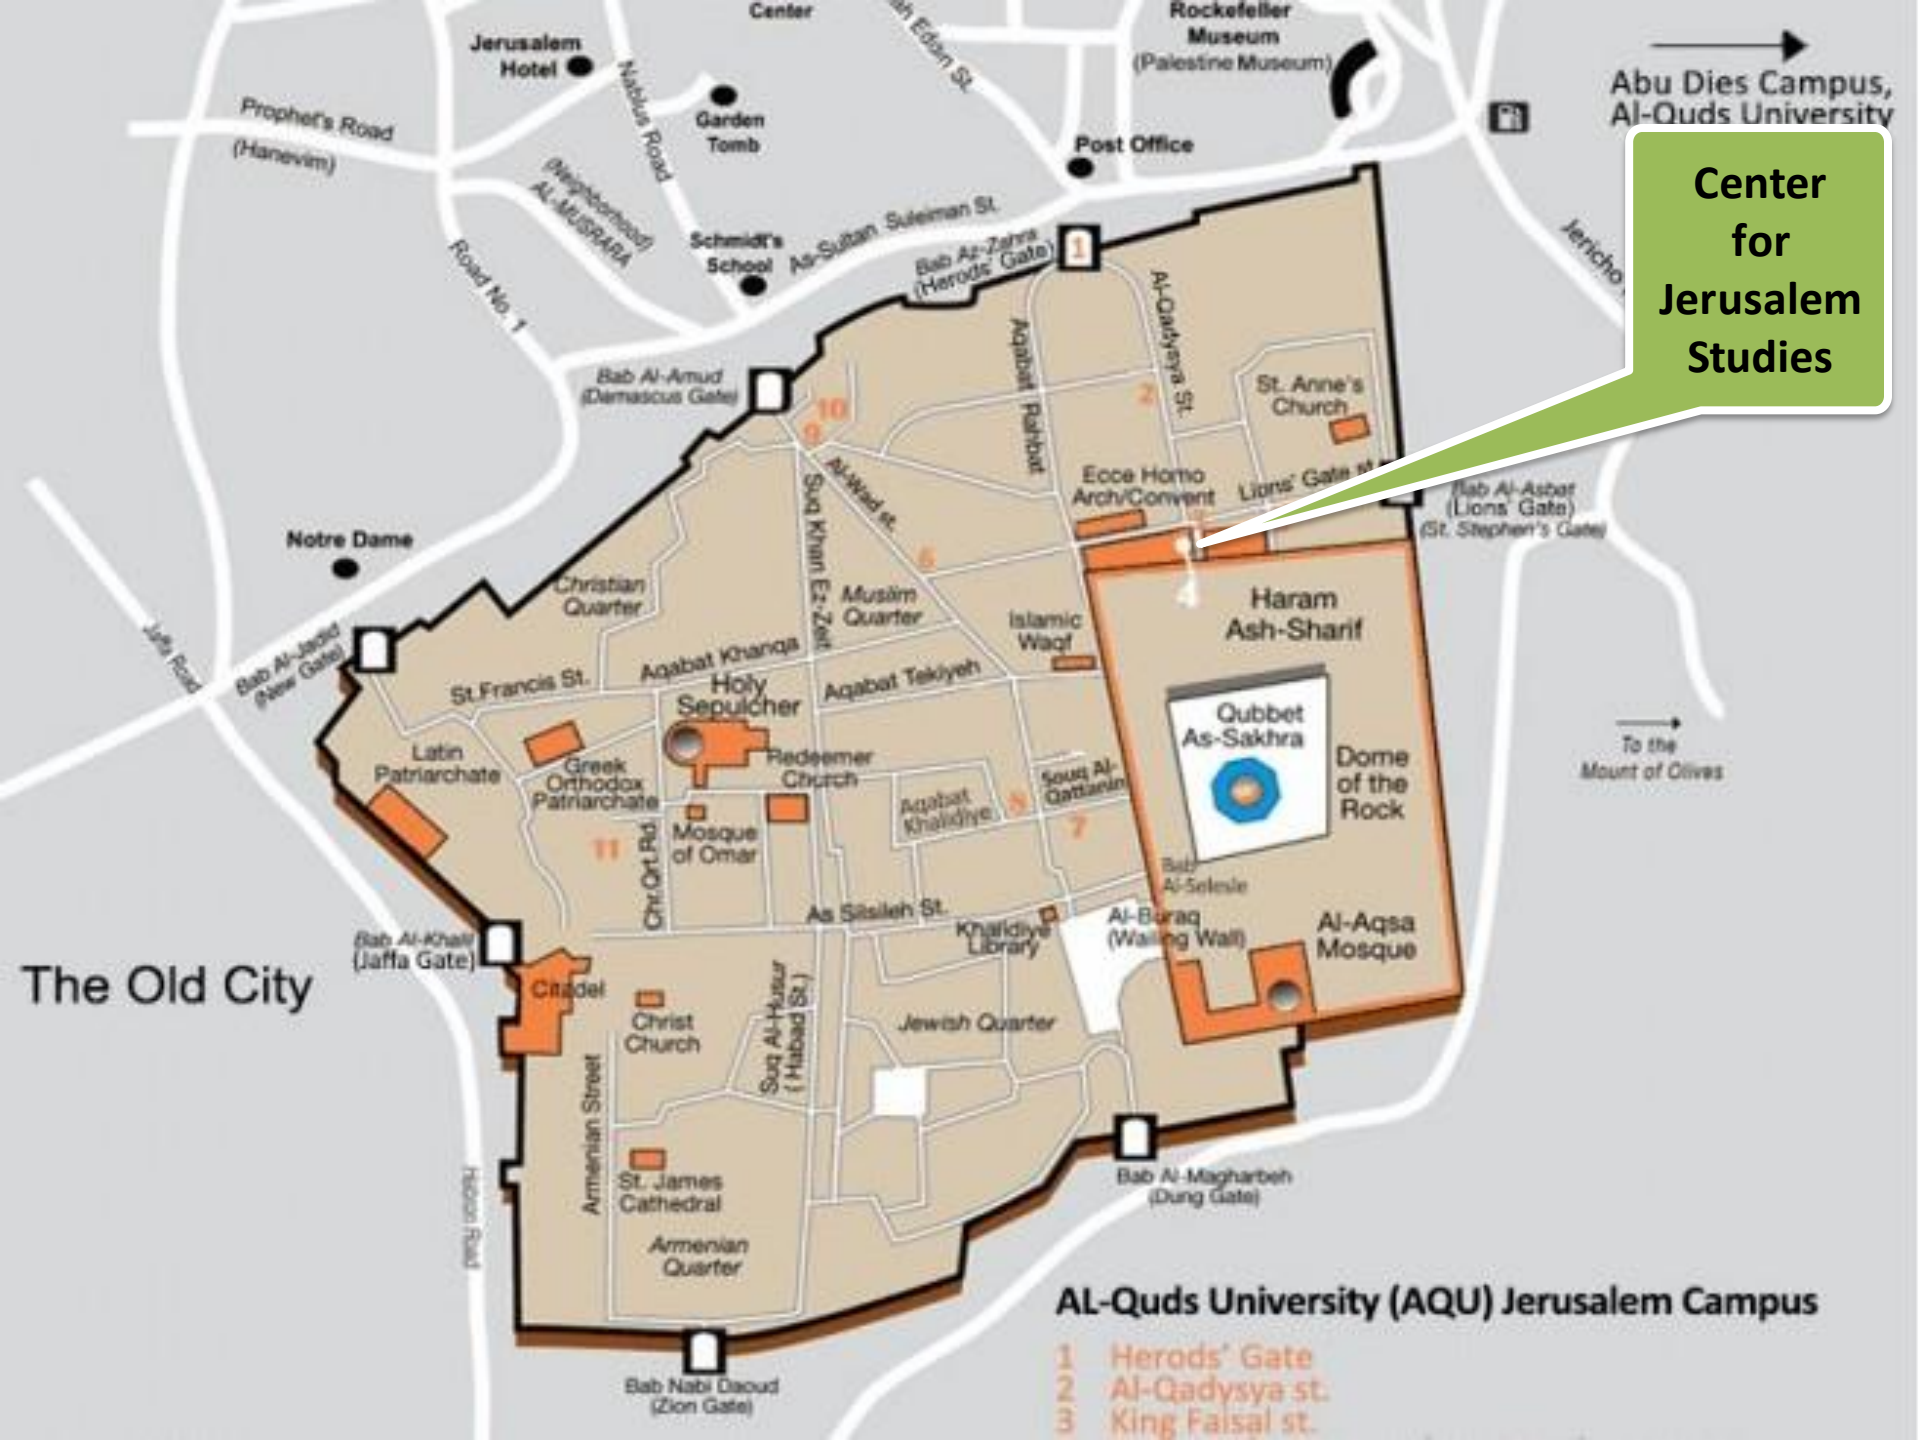 Center
Jerusalem
Hotel
Nablus Road
Garden
Tomb
Prophet's Road
(Hanevim)
Rockefeller
Museum
(Palestine Museum)
Abu Dies Campus,
Al-Quds University
Center
for
Jerusalem
Studies
Post Office
(Neighborhood)
AL-MUSRARA
Schmidt's
School
As-Sultan Suleiman St.
Bab Az-Zahra
(Herods' Gate)
1
Road No. 1
Jericho
Al-Qadysya St.
Aqabat Rahbat
Bab Al-Amud
(Damascus Gate)
10
9
2
St. Anne's
Church
Al-Wad st.
Suq Khan Ez-Zeit
Ecce Homo
Arch/Convent
Lions' Gate st.
Bab Al-Asbat
(Lions' Gate)
(St. Stephen's Gate)
Notre Dame
Christian
Quarter
Muslim
Quarter
Islamic
Waqf
4
Haram
Ash-Sharif
Jaffa Road
Bab Al-Jadid
(New Gate)
St.Francis St.
Aqabat Khanqa
Aqabat Tekiyeh
Holy
Sepulcher
Qubbet
As-Sakhra
Dome
of the
Rock
To the
Mount of Olives
Latin
Patriarchate
Greek
Orthodox
Patriarchate
Redeemer
Church
Mosque
of Omar
11
Chr.Qrt.Rd.
Aqabat
Khalidiye
Souq Al-
Qattanin
7
Bab
Al-Selesle
As Silsileh St.
Khalidiye
Library
Al-Buraq
(Wailing Wall)
Al-Aqsa
Mosque
Bab Al-Khalil
(Jaffa Gate)
The Old City
Citadel
Christ
Church
Suq Al-Husur
( Habad St.)
Jewish Quarter
Armenian Street
St. James
Cathedral
Armenian
Quarter
Hebron Road
Bab Al-Magharbeh
(Dung Gate)
Bab Nabi Daoud
(Zion Gate)
AL-Quds University (AQU) Jerusalem Campus
1 Herods' Gate
2 Al-Qadysya st.
3 King Faisal st.